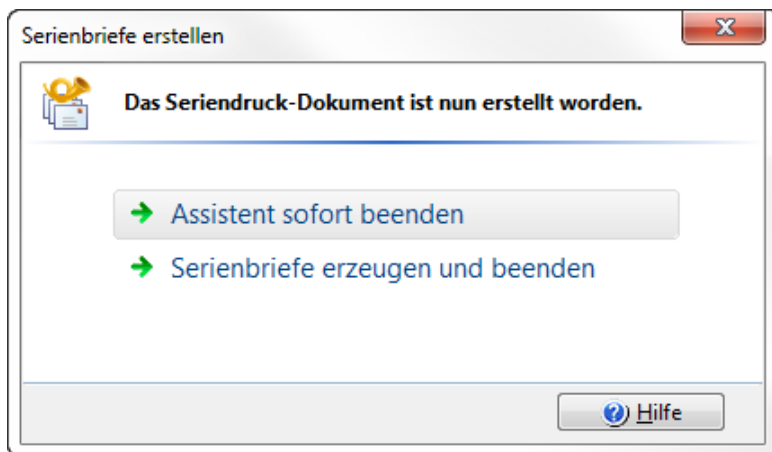 Serienbriefe erstellen
Das Seriendruck-Dokument ist nun erstellt worden.
Assistent sofort beenden
Serienbriefe erzeugen und beenden
Hilfe